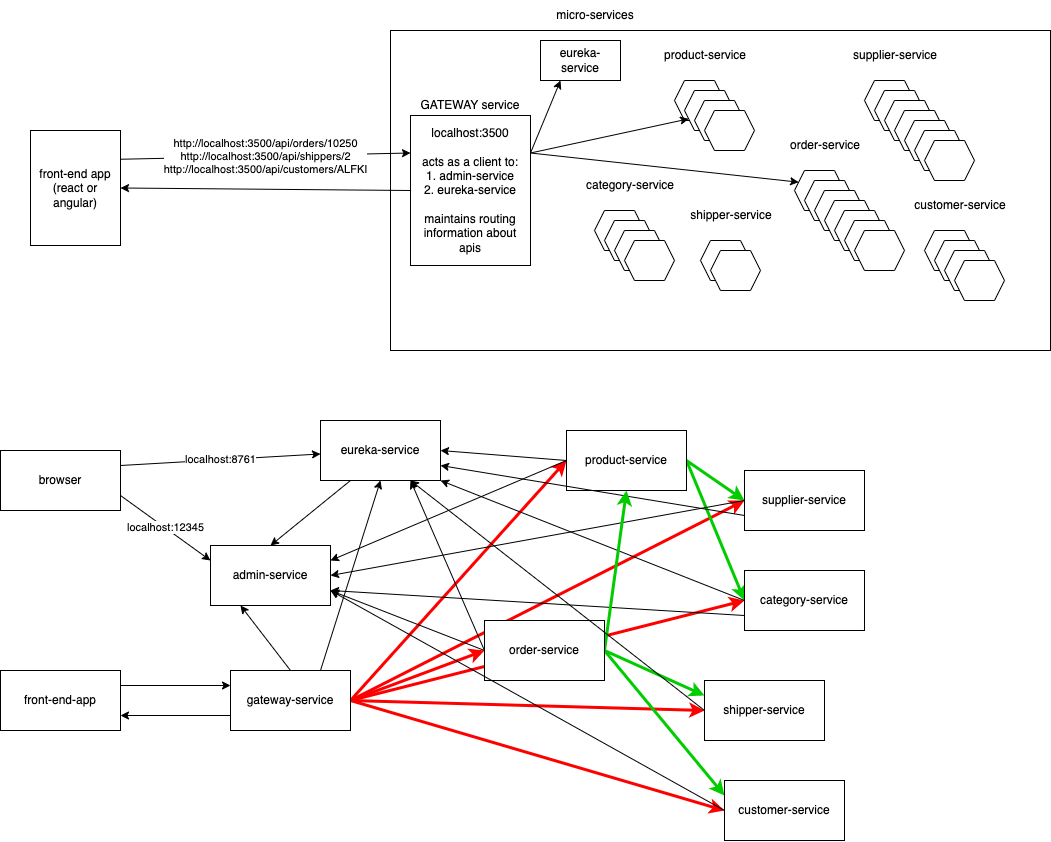 micro-services
eureka-
service
product-service
supplier-service
GATEWAY service
localhost:3500
acts as a client to:
1. admin-service
2. eureka-service
maintains routing
information about
apis
front-end app
(react or
angular)
http://localhost:3500/api/orders/10250
http://localhost:3500/api/shippers/2
http://localhost:3500/api/customers/ALFKI
order-service
category-service
shipper-service
customer-service
eureka-service
product-service
browser
localhost:8761
supplier-service
localhost:12345
admin-service
category-service
order-service
front-end-app
gateway-service
shipper-service
customer-service